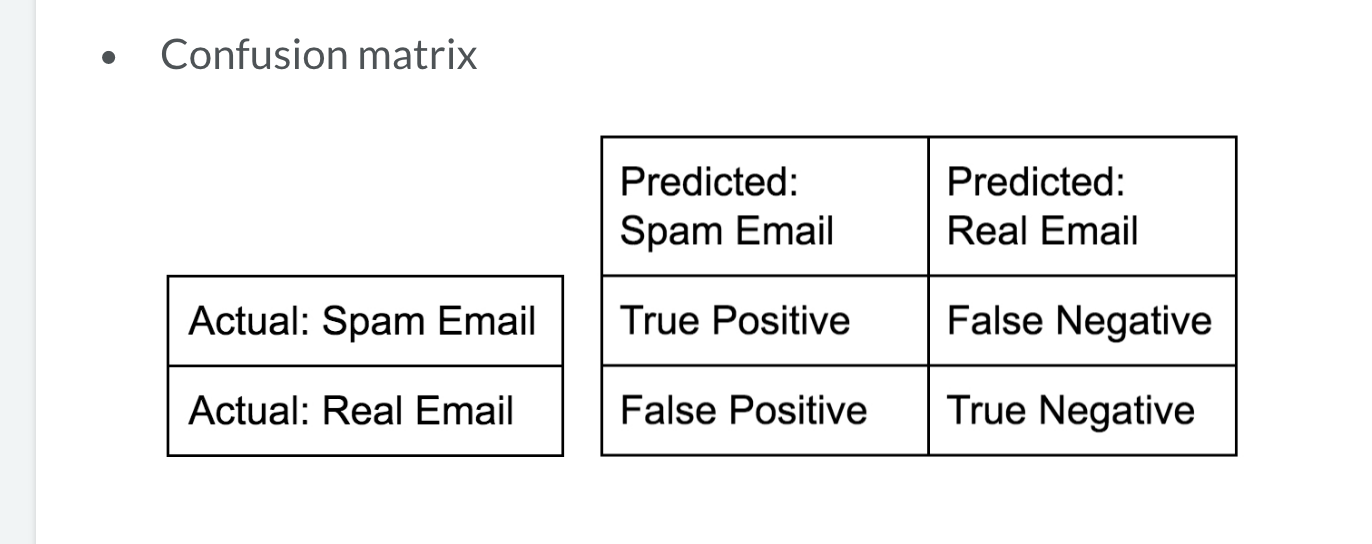 • Confusion matrix
Predicted:
Spam Email
Predicted:
Real Email
Actual: Spam Email
True Positive
False Negative
Actual: Real Email
False Positive
True Negative